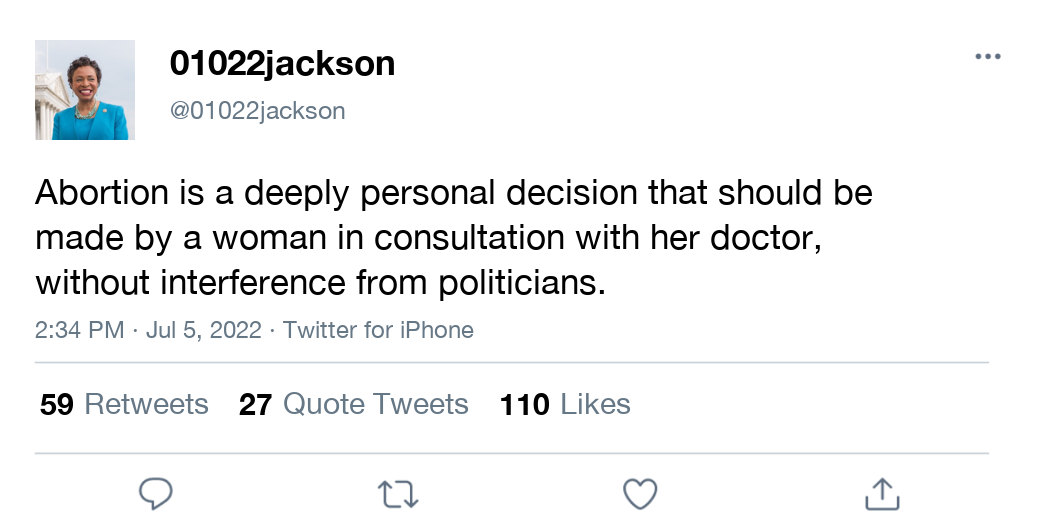 01022jackson
@01022jackson
Abortion is a deeply personal decision that should be
made by a woman in consultation with her doctor,
without interference from politicians.
2:34 PM · Jul 5, 2022 · Twitter for iPhone
59 Retweets 27 Quote Tweets 110 Likes